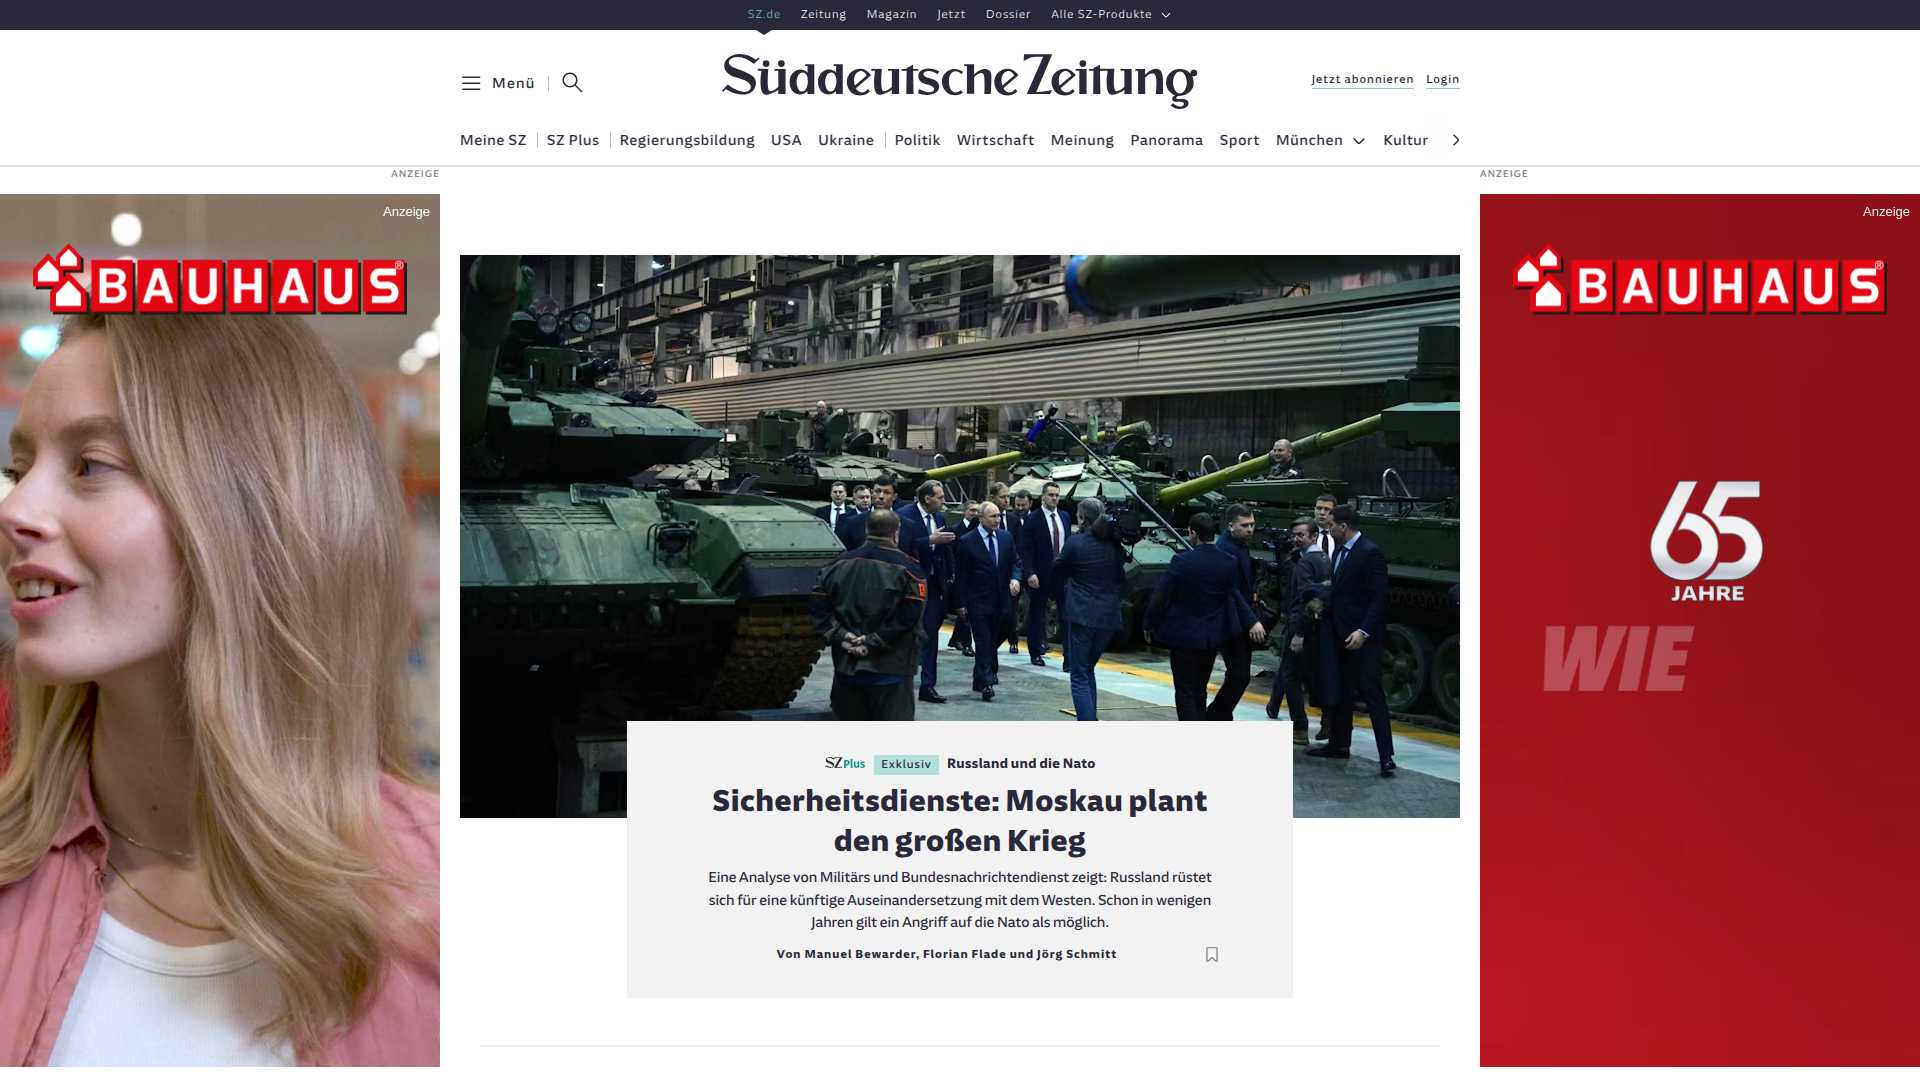 SZ.de Zeitung Magazin Jetzt Dossier Alle SZ-Produkte
Menü
Süddeutsche Zeitung
Jetzt abonnieren Login
Meine SZ SZ Plus Regierungsbildung USA Ukraine Politik Wirtschaft Meinung Panorama Sport München Kultur
ANZEIGE
Anzeige
BAUHAUS®
SZ Plus Exklusiv Russland und die Nato
Sicherheitsdienste: Moskau plant
den großen Krieg
Eine Analyse von Militärs und Bundesnachrichtendienst zeigt: Russland rüstet
sich für eine künftige Auseinandersetzung mit dem Westen. Schon in wenigen
Jahren gilt ein Angriff auf die Nato als möglich.
Von Manuel Bewarder, Florian Flade und Jörg Schmitt
ANZEIGE
Anzeige
BAUHAUS®
65
JAHRE
WIE